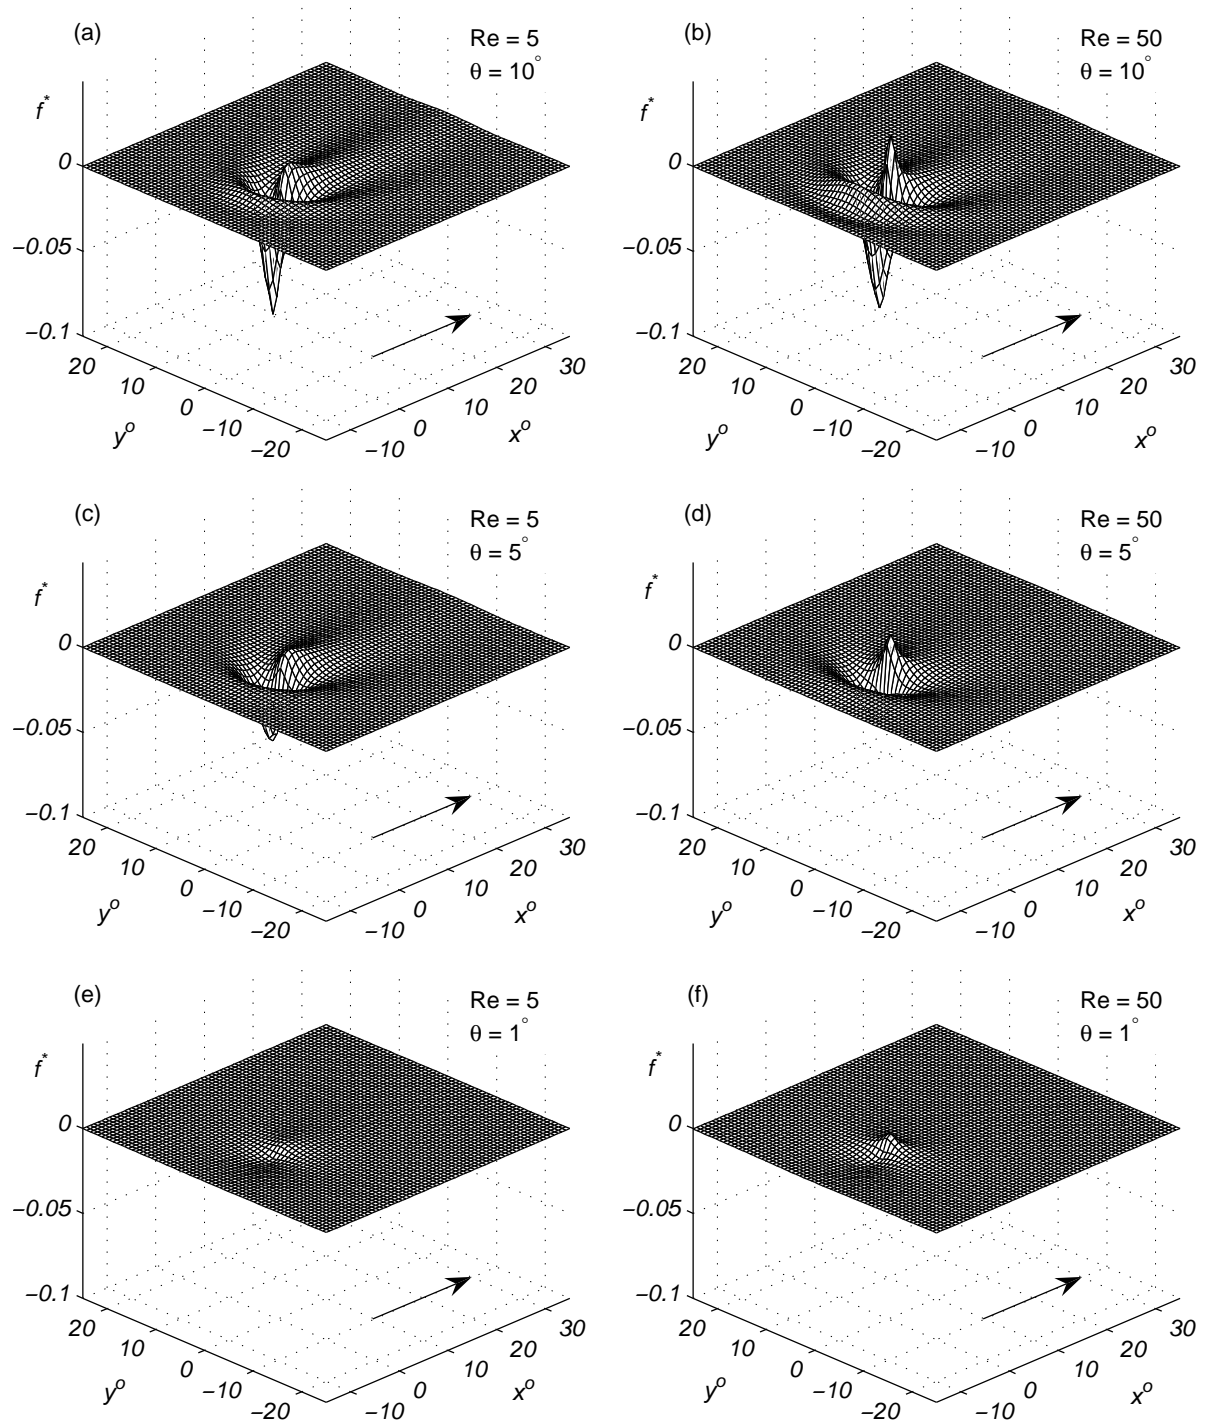 (a) Re = 5
θ = 10°
f*
0
−0.05
−0.1
20 10 0 −10 −20
−10 0 10 20 30
y° x°
(b) Re = 50
θ = 10°
f*
0
−0.05
−0.1
20 10 0 −10 −20
−10 0 10 20 30
y° x°
(c) Re = 5
θ = 5°
f*
0
−0.05
−0.1
20 10 0 −10 −20
−10 0 10 20 30
y° x°
(d) Re = 50
θ = 5°
f*
0
−0.05
−0.1
20 10 0 −10 −20
−10 0 10 20 30
y° x°
(e) Re = 5
θ = 1°
f*
0
−0.05
−0.1
20 10 0 −10 −20
−10 0 10 20 30
y° x°
(f) Re = 50
θ = 1°
f*
0
−0.05
−0.1
20 10 0 −10 −20
−10 0 10 20 30
y° x°